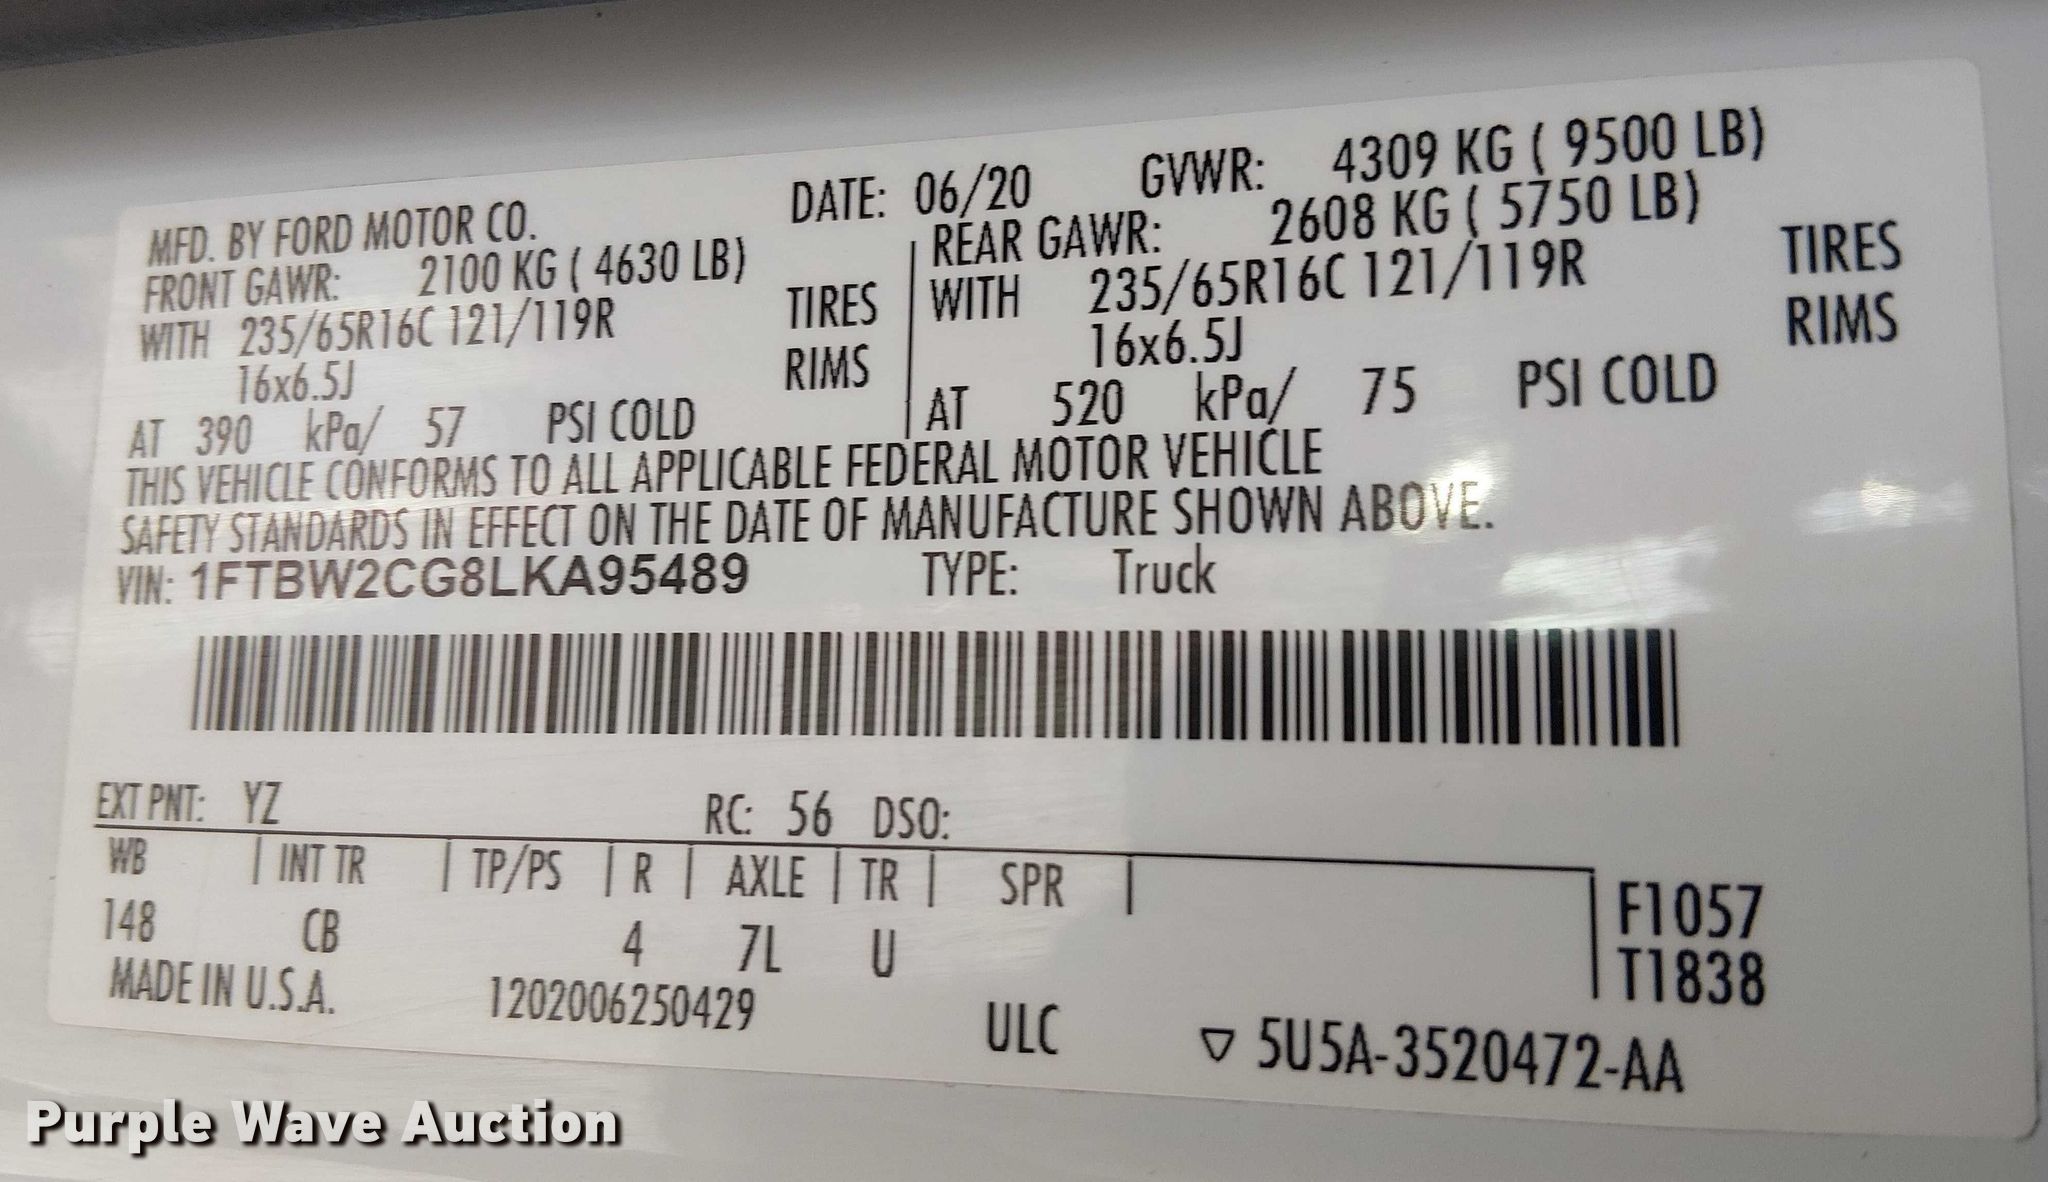 MFD. BY FORD MOTOR CO. DATE: 06/20 GVWR: 4309 KG ( 9500 LB)
FRONT GAWR: 2100 KG ( 4630 LB) REAR GAWR: 2608 KG ( 5750 LB)
WITH 235/65R16C 121/119R TIRES WITH 235/65R16C 121/119R TIRES
16x6.5J RIMS 16x6.5J RIMS
AT 390 kPa/ 57 PSI COLD AT 520 kPa/ 75 PSI COLD
THIS VEHICLE CONFORMS TO ALL APPLICABLE FEDERAL MOTOR VEHICLE
SAFETY STANDARDS IN EFFECT ON THE DATE OF MANUFACTURE SHOWN ABOVE.
VIN: 1FTBW2CG8LKA95489 TYPE: Truck
EXT PNT: YZ RC: 56 DSO:
WB | INT TR | TP/PS | R | AXLE | TR | SPR |
F1057
148 CB 4 7L U
T1838
MADE IN U.S.A. 1202006250429 ULC ▽ 5U5A-3520472-AA
Purple Wave Auction